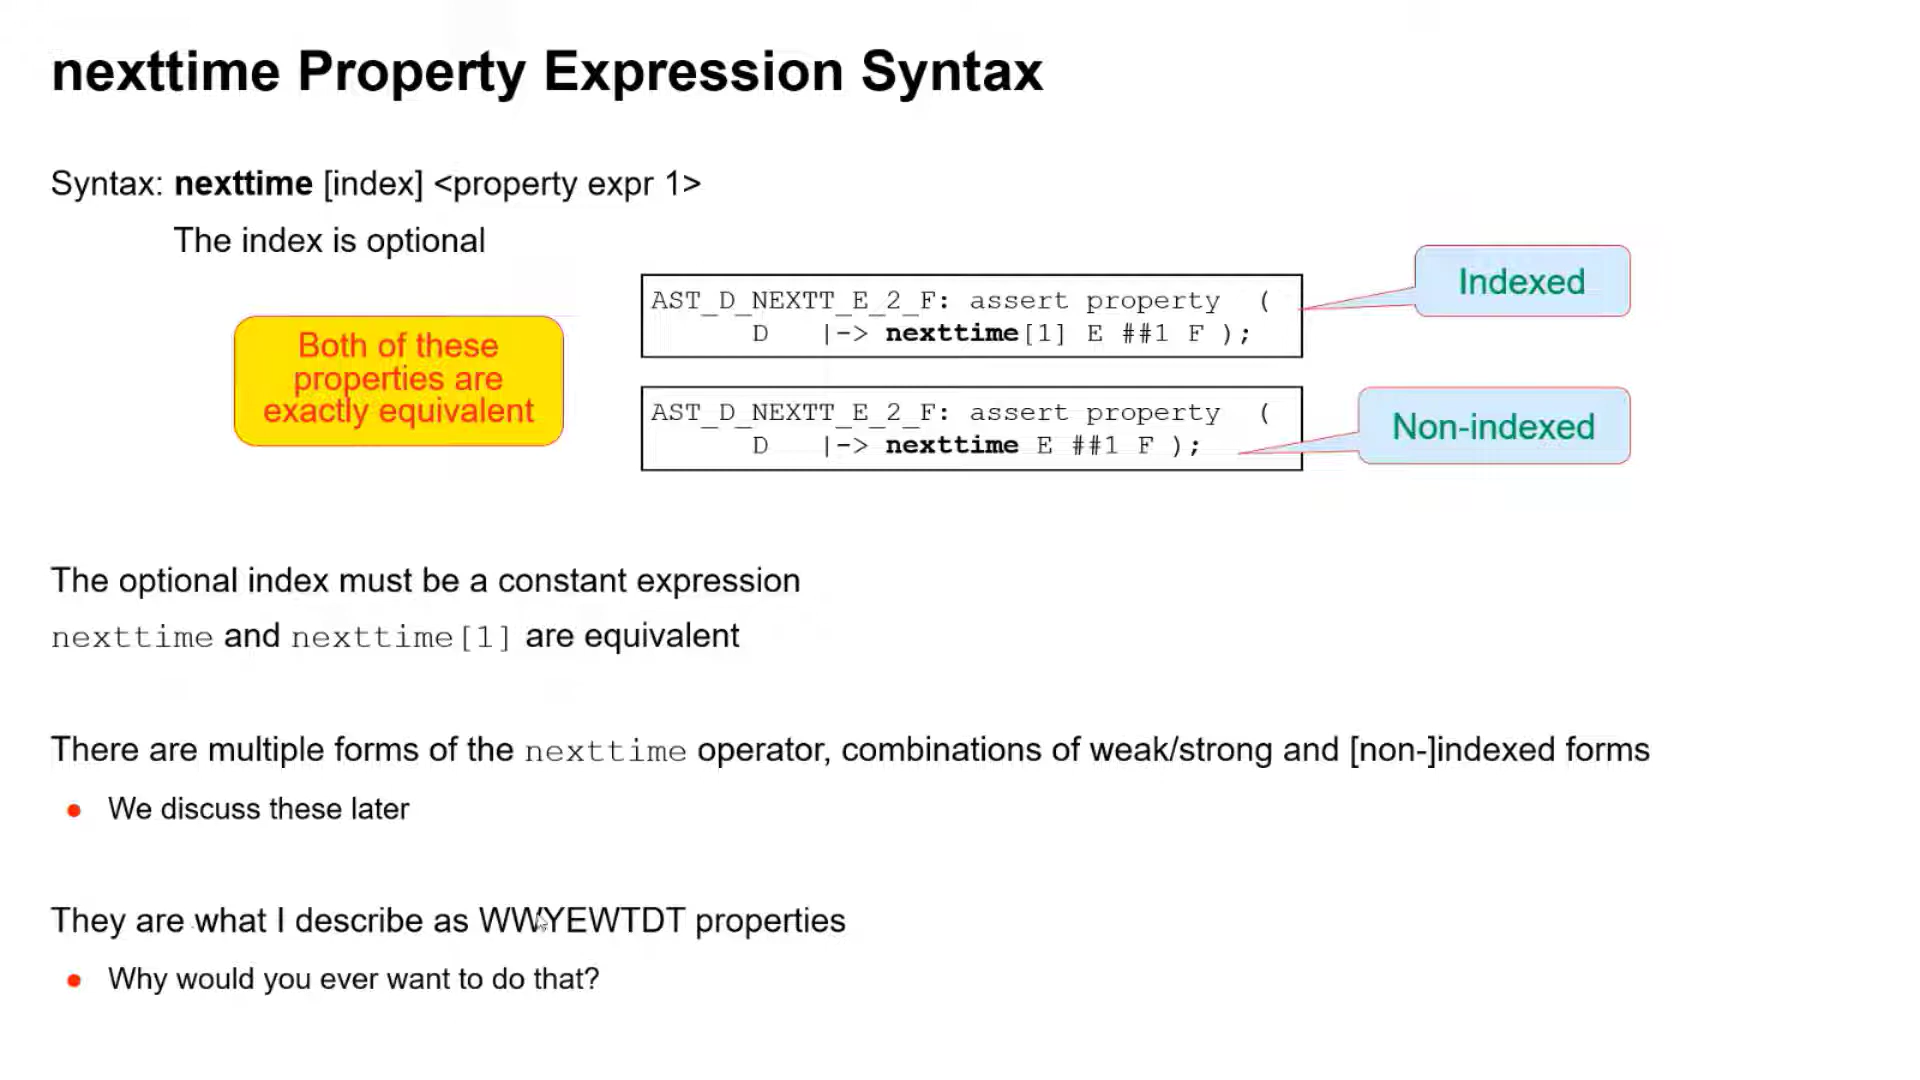 nexttime Property Expression Syntax
Syntax: nexttime [index] <property expr 1>
The index is optional
Both of these
properties are
exactly equivalent
AST_D_NEXTT_E_2_F: assert property (
D |-> nexttime[1] E ##1 F );
Indexed
AST_D_NEXTT_E_2_F: assert property (
D |-> nexttime E ##1 F );
Non-indexed
The optional index must be a constant expression
nexttime and nexttime[1] are equivalent
There are multiple forms of the nexttime operator, combinations of weak/strong and [non-]indexed forms
• We discuss these later
They are what I describe as WWYEWTDT properties
• Why would you ever want to do that?